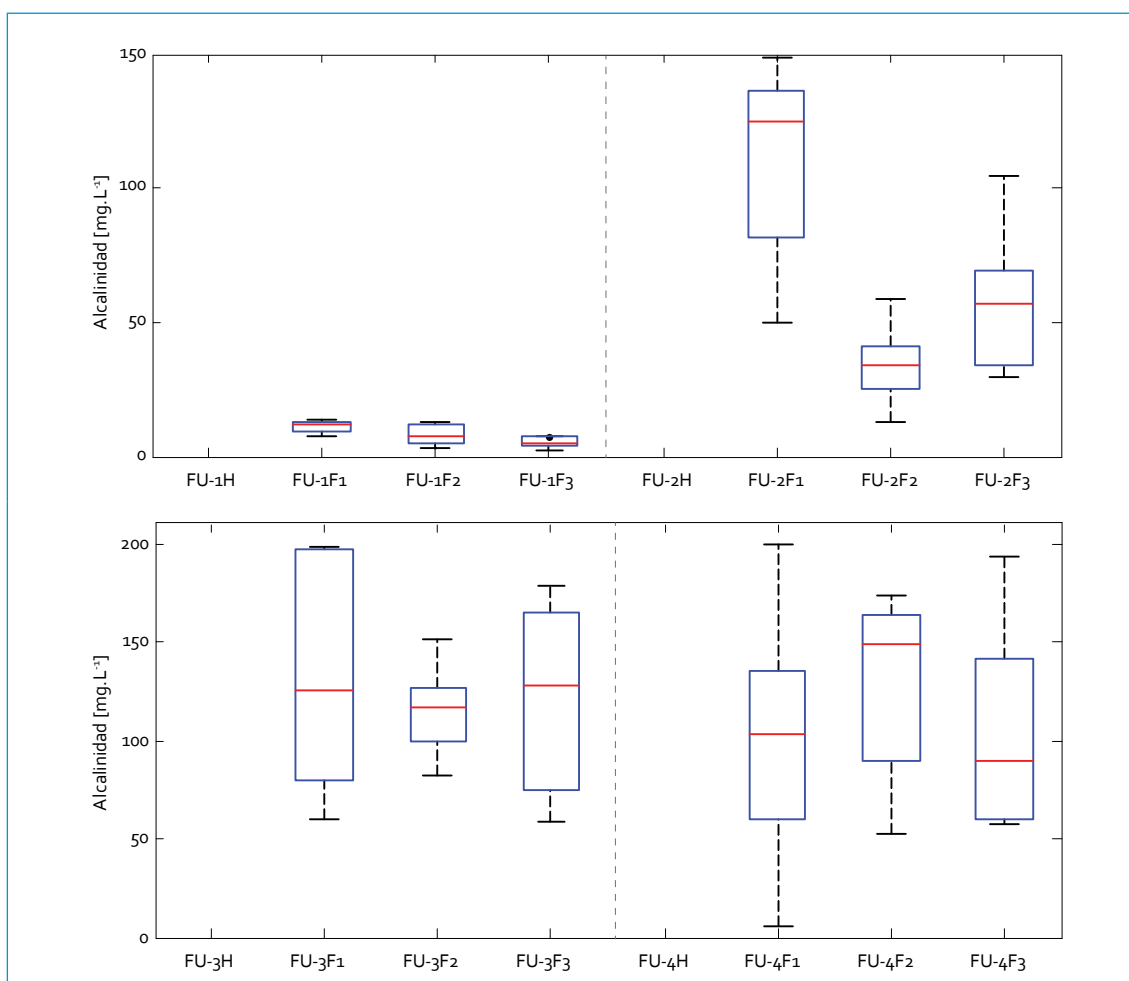 150
100
50
0
Alcalinidad [mg.L-1]
FU-1H FU-1F1 FU-1F2 FU-1F3 FU-2H FU-2F1 FU-2F2 FU-2F3
200
150
100
50
0
Alcalinidad [mg.L-1]
FU-3H FU-3F1 FU-3F2 FU-3F3 FU-4H FU-4F1 FU-4F2 FU-4F3